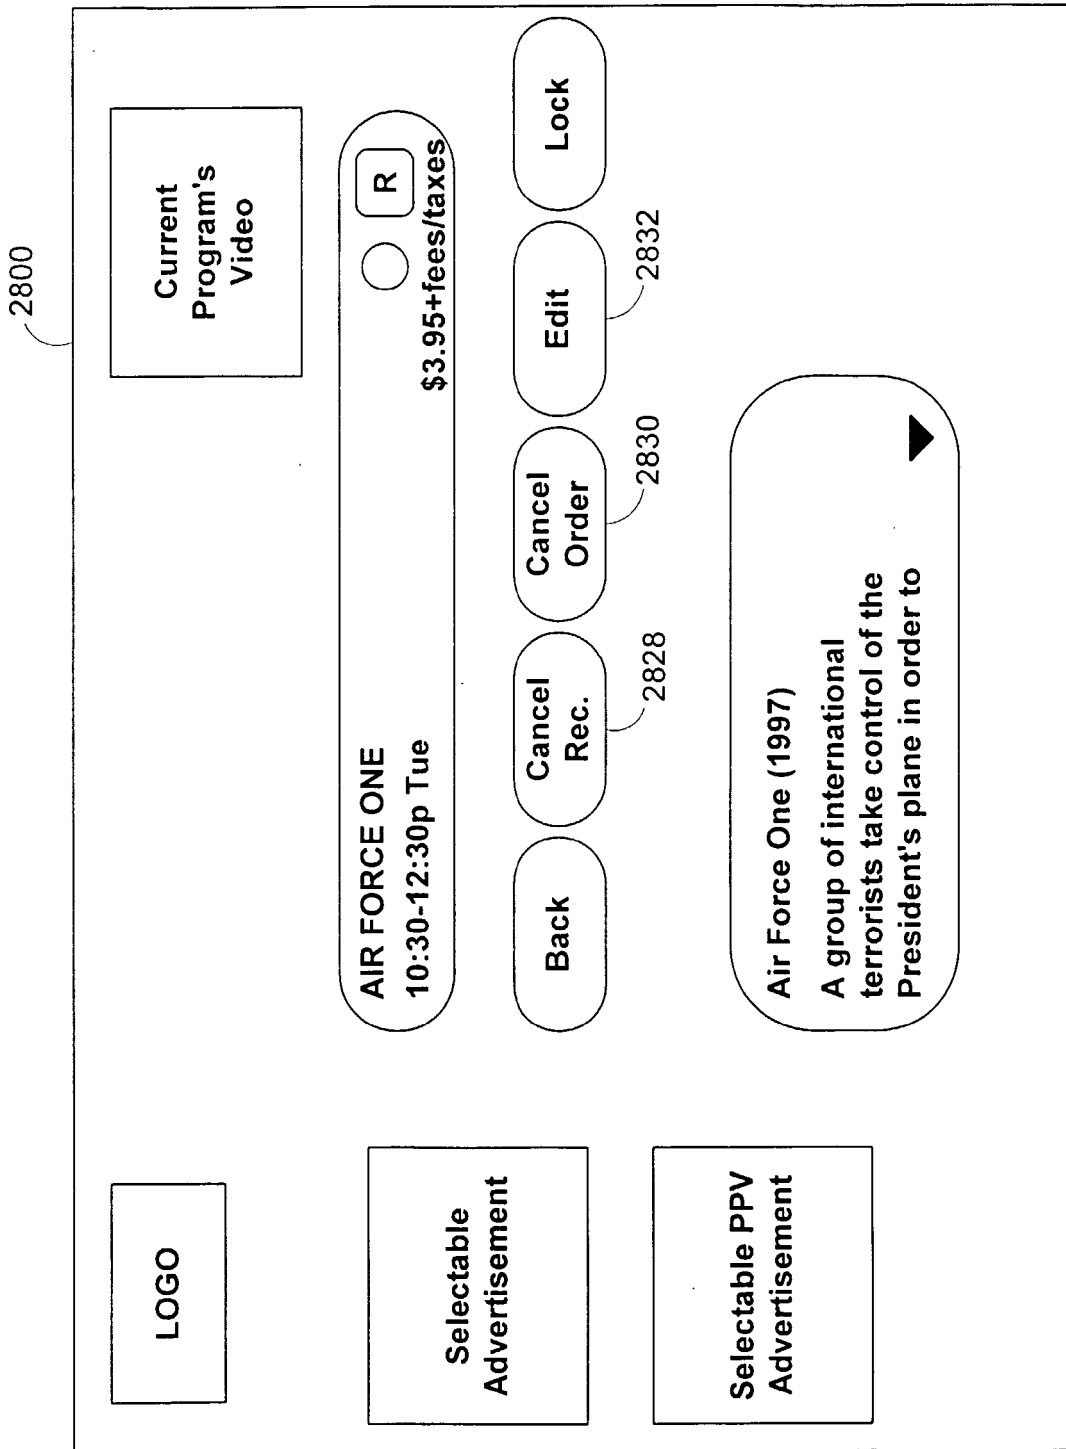 2800
LOGO
Current
Program's
Video
Selectable
Advertisement
Selectable PPV
Advertisement
AIR FORCE ONE
R
10:30-12:30p Tue
$3.95+fees/taxes
Back
Cancel
Rec.
Cancel
Order
Edit
Lock
2828
2830
2832
Air Force One (1997)
A group of international
terrorists take control of the
President's plane in order to